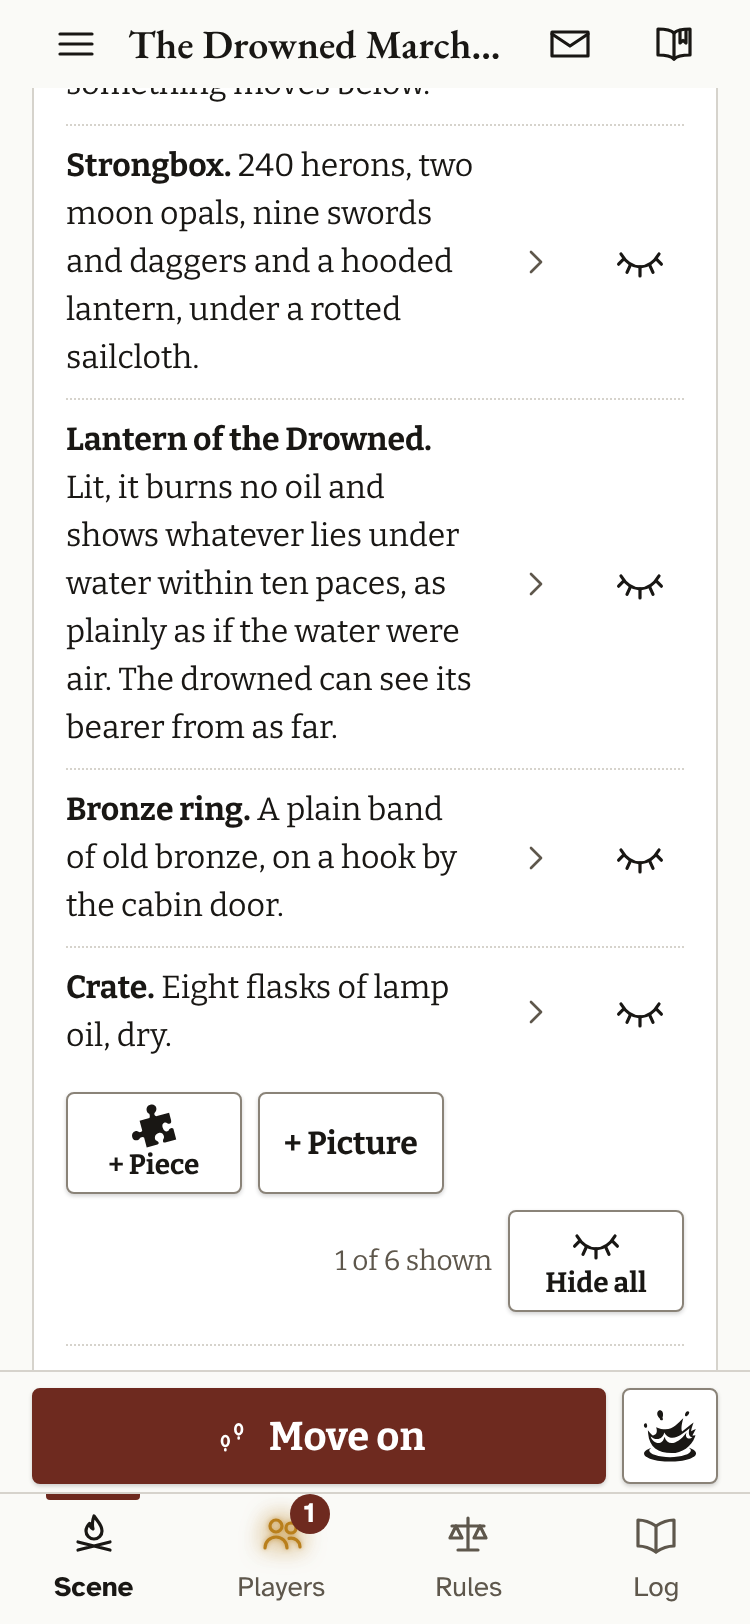 The Drowned March...
something moves below.
Strongbox. 240 herons, two
moon opals, nine swords
and daggers and a hooded
lantern, under a rotted
sailcloth.
Lantern of the Drowned.
Lit, it burns no oil and
shows whatever lies under
water within ten paces, as
plainly as if the water were
air. The drowned can see its
bearer from as far.
Bronze ring. A plain band
of old bronze, on a hook by
the cabin door.
Crate. Eight flasks of lamp
oil, dry.
+ Piece
+ Picture
1 of 6 shown
Hide all
Move on
1
Scene
Players
Rules
Log